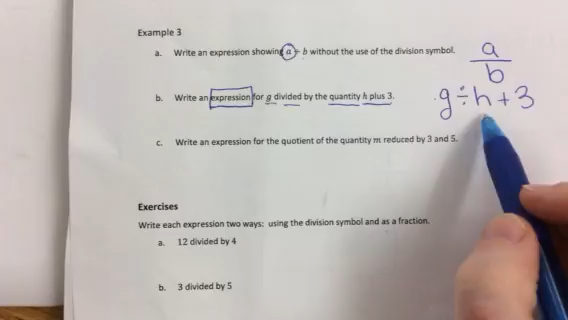 Example 3
a. Write an expression showing a ÷ b without the use of the division symbol.
a
b
b. Write an expression for g divided by the quantity h plus 3.
g ÷ h + 3
c. Write an expression for the quotient of the quantity m reduced by 3 and 5.
Exercises
Write each expression two ways: using the division symbol and as a fraction.
a. 12 divided by 4
b. 3 divided by 5